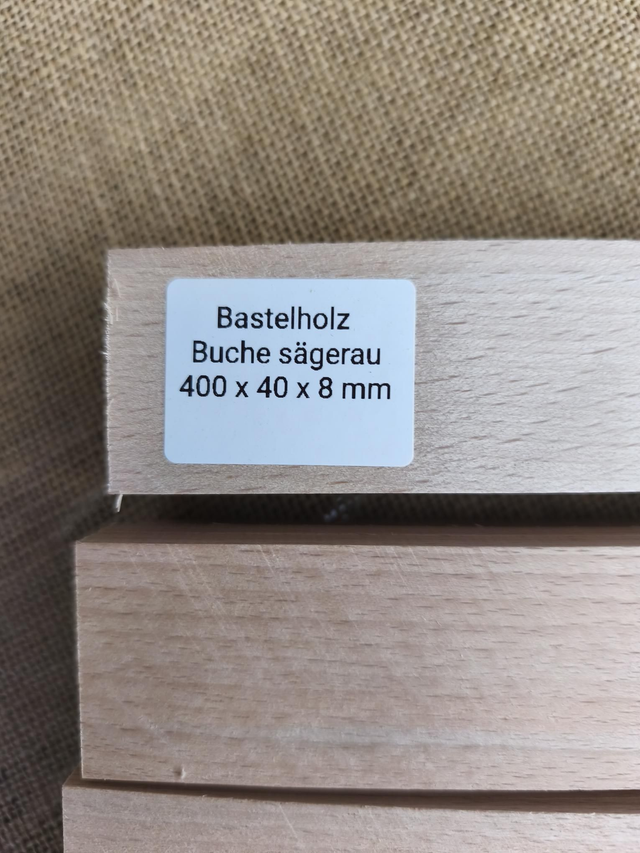 Bastelholz
Buche sägerau
400 x 40 x 8 mm